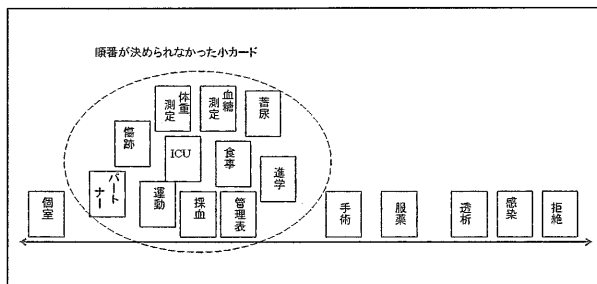 順番が決められなかった小カード
体重測定
血糖測定
蓄尿
傷跡
ICU
食事
進学
パートナー
運動
採血
管理表
個室
手術
服薬
透析
感染
拒絶